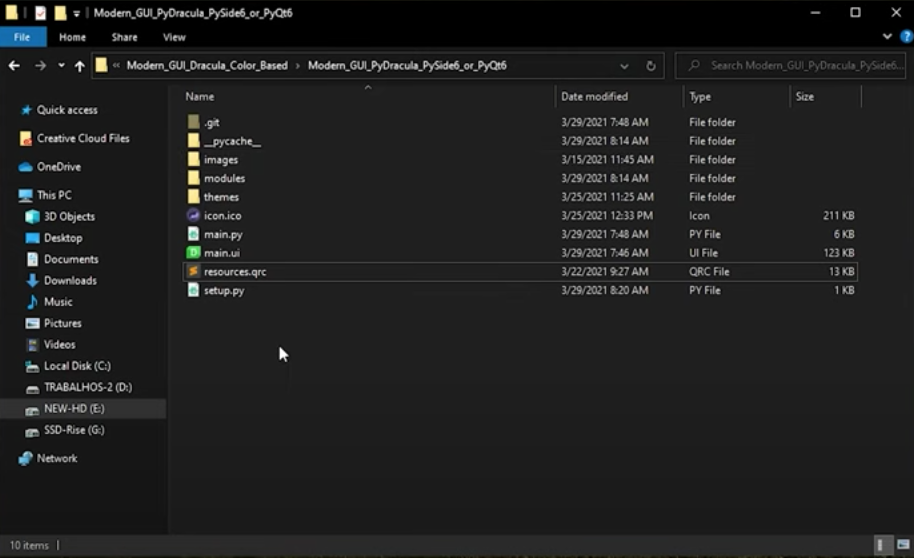 Modern_GUI_PyDracula_PySide6_or_PyQt6
File Home Share View
« Modern_GUI_Dracula_Color_Based › Modern_GUI_PyDracula_PySide6_or_PyQt6 Search Modern_GUI_PyDracula_PySide6...
Name Date modified Type Size
Quick access
Creative Cloud Files
OneDrive
This PC
3D Objects
Desktop
Documents
Downloads
Music
Pictures
Videos
Local Disk (C:)
TRABALHOS-2 (D:)
NEW-HD (E:)
SSD-Rise (G:)
Network
.git 3/29/2021 7:48 AM File folder
__pycache__ 3/29/2021 8:14 AM File folder
images 3/15/2021 11:45 AM File folder
modules 3/29/2021 8:14 AM File folder
themes 3/25/2021 11:25 AM File folder
icon.ico 3/25/2021 12:33 PM Icon 211 KB
main.py 3/29/2021 7:48 AM PY File 6 KB
main.ui 3/29/2021 7:46 AM UI File 123 KB
resources.qrc 3/22/2021 9:27 AM QRC File 13 KB
setup.py 3/29/2021 8:20 AM PY File 1 KB
10 items